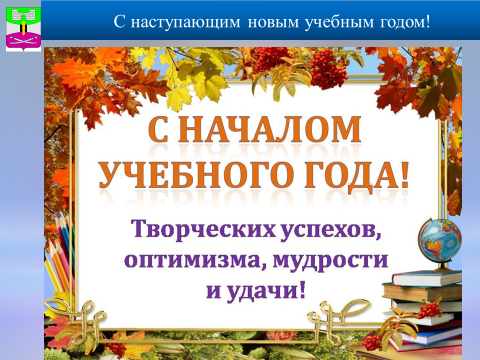 С наступающим новым учебным годом!
С НАЧАЛОМ
УЧЕБНОГО ГОДА!
Творческих успехов,
оптимизма, мудрости
и удачи!